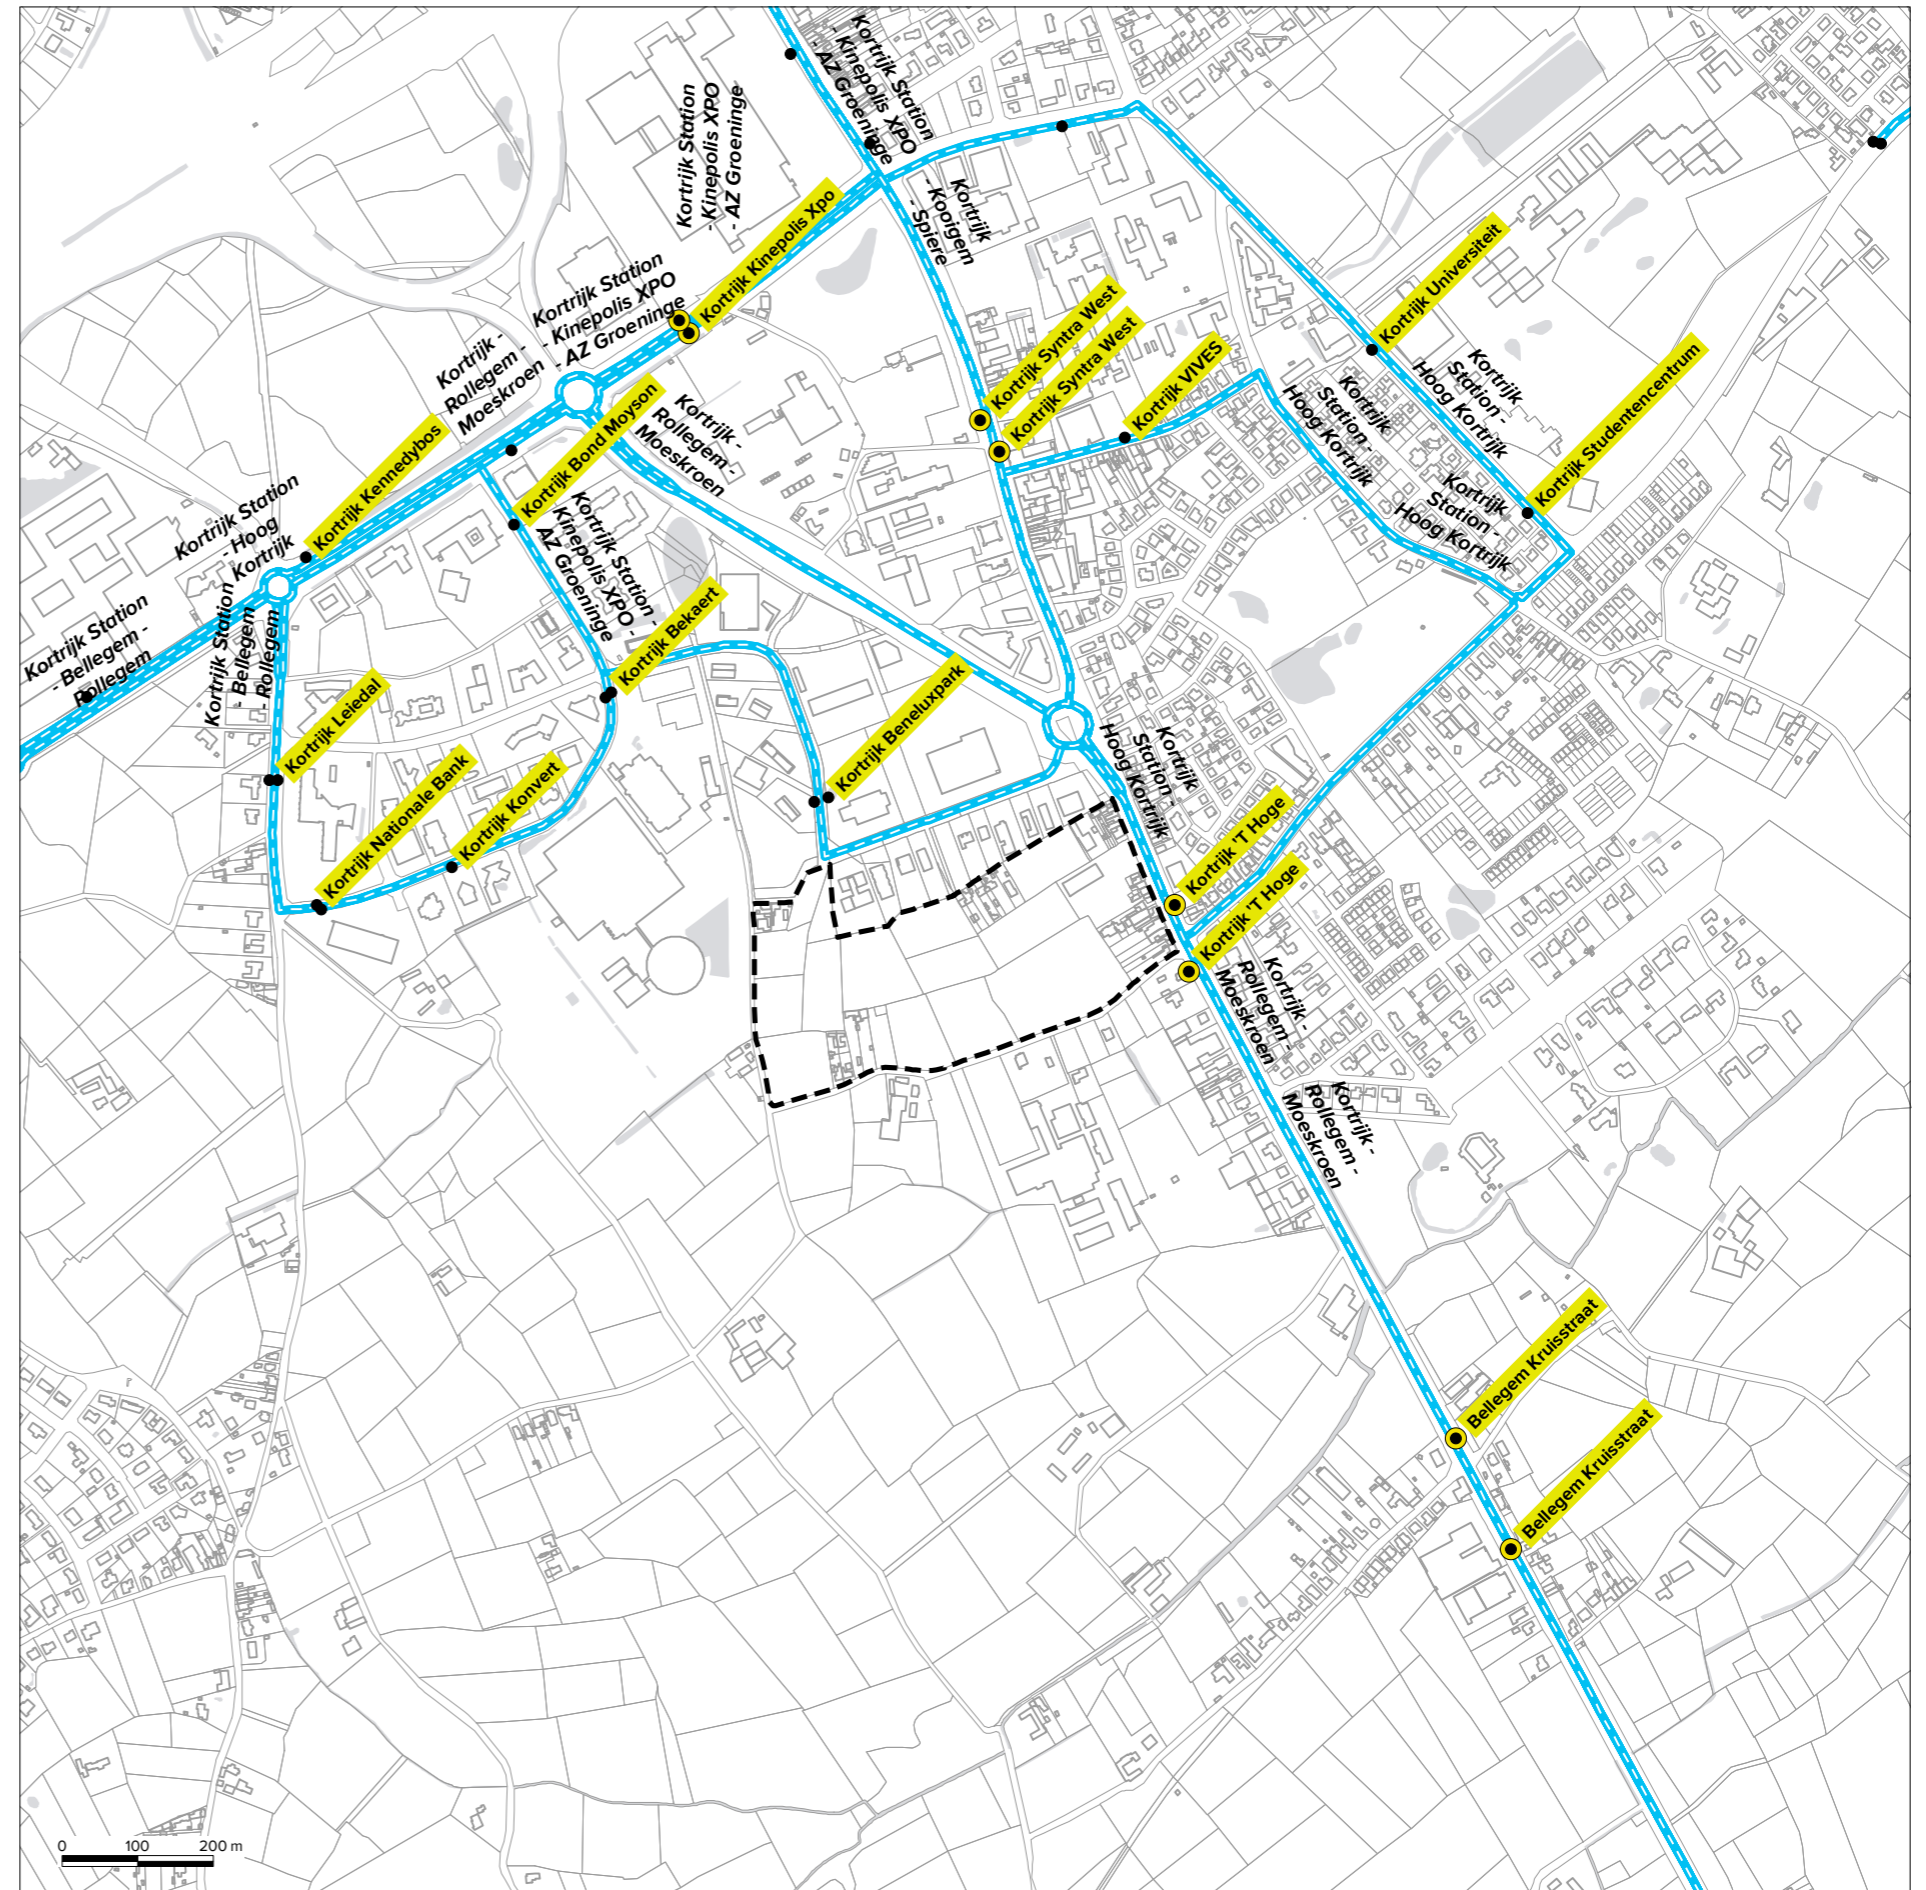 Kortrijk Station
- Kinepolis XPO
- AZ Groeninge
Kortrijk Station
- Kinepolis XPO
- AZ Groeninge
Kortrijk
- Kooigem
- Spiere
Kortrijk Kinepolis Xpo
Kortrijk Station
- Kinepolis XPO
- AZ Groeninge
Kortrijk -
Rollegem -
Moeskroen
Kortrijk Universiteit
Kortrijk Syntra West
Kortrijk Syntra West
Kortrijk VIVES
Kortrijk
Station -
Hoog Kortrijk
Kortrijk
Station -
Hoog Kortrijk
Kortrijk Studentencentrum
Kortrijk
Station -
Hoog Kortrijk
Kortrijk Bond Moyson
Kortrijk -
Rollegem -
Moeskroen
Kortrijk Kennedybos
Kortrijk Station
- Hoog
Kortrijk
Kortrijk Station -
Kinepolis XPO -
AZ Groeninge
Kortrijk Station
- Bellegem -
Rollegem
Kortrijk Station
- Bellegem
- Rollegem
Kortrijk Bekaert
Kortrijk Leiedal
Kortrijk Beneluxpark
Kortrijk Nationale Bank
Kortrijk Konvert
Kortrijk
Station -
Hoog Kortrijk
Kortrijk 'T Hoge
Kortrijk 'T Hoge
Kortrijk -
Rollegem -
Moeskroen
Kortrijk -
Rollegem -
Moeskroen
Bellegem Kruisstraat
Bellegem Kruisstraat
0 100 200 m